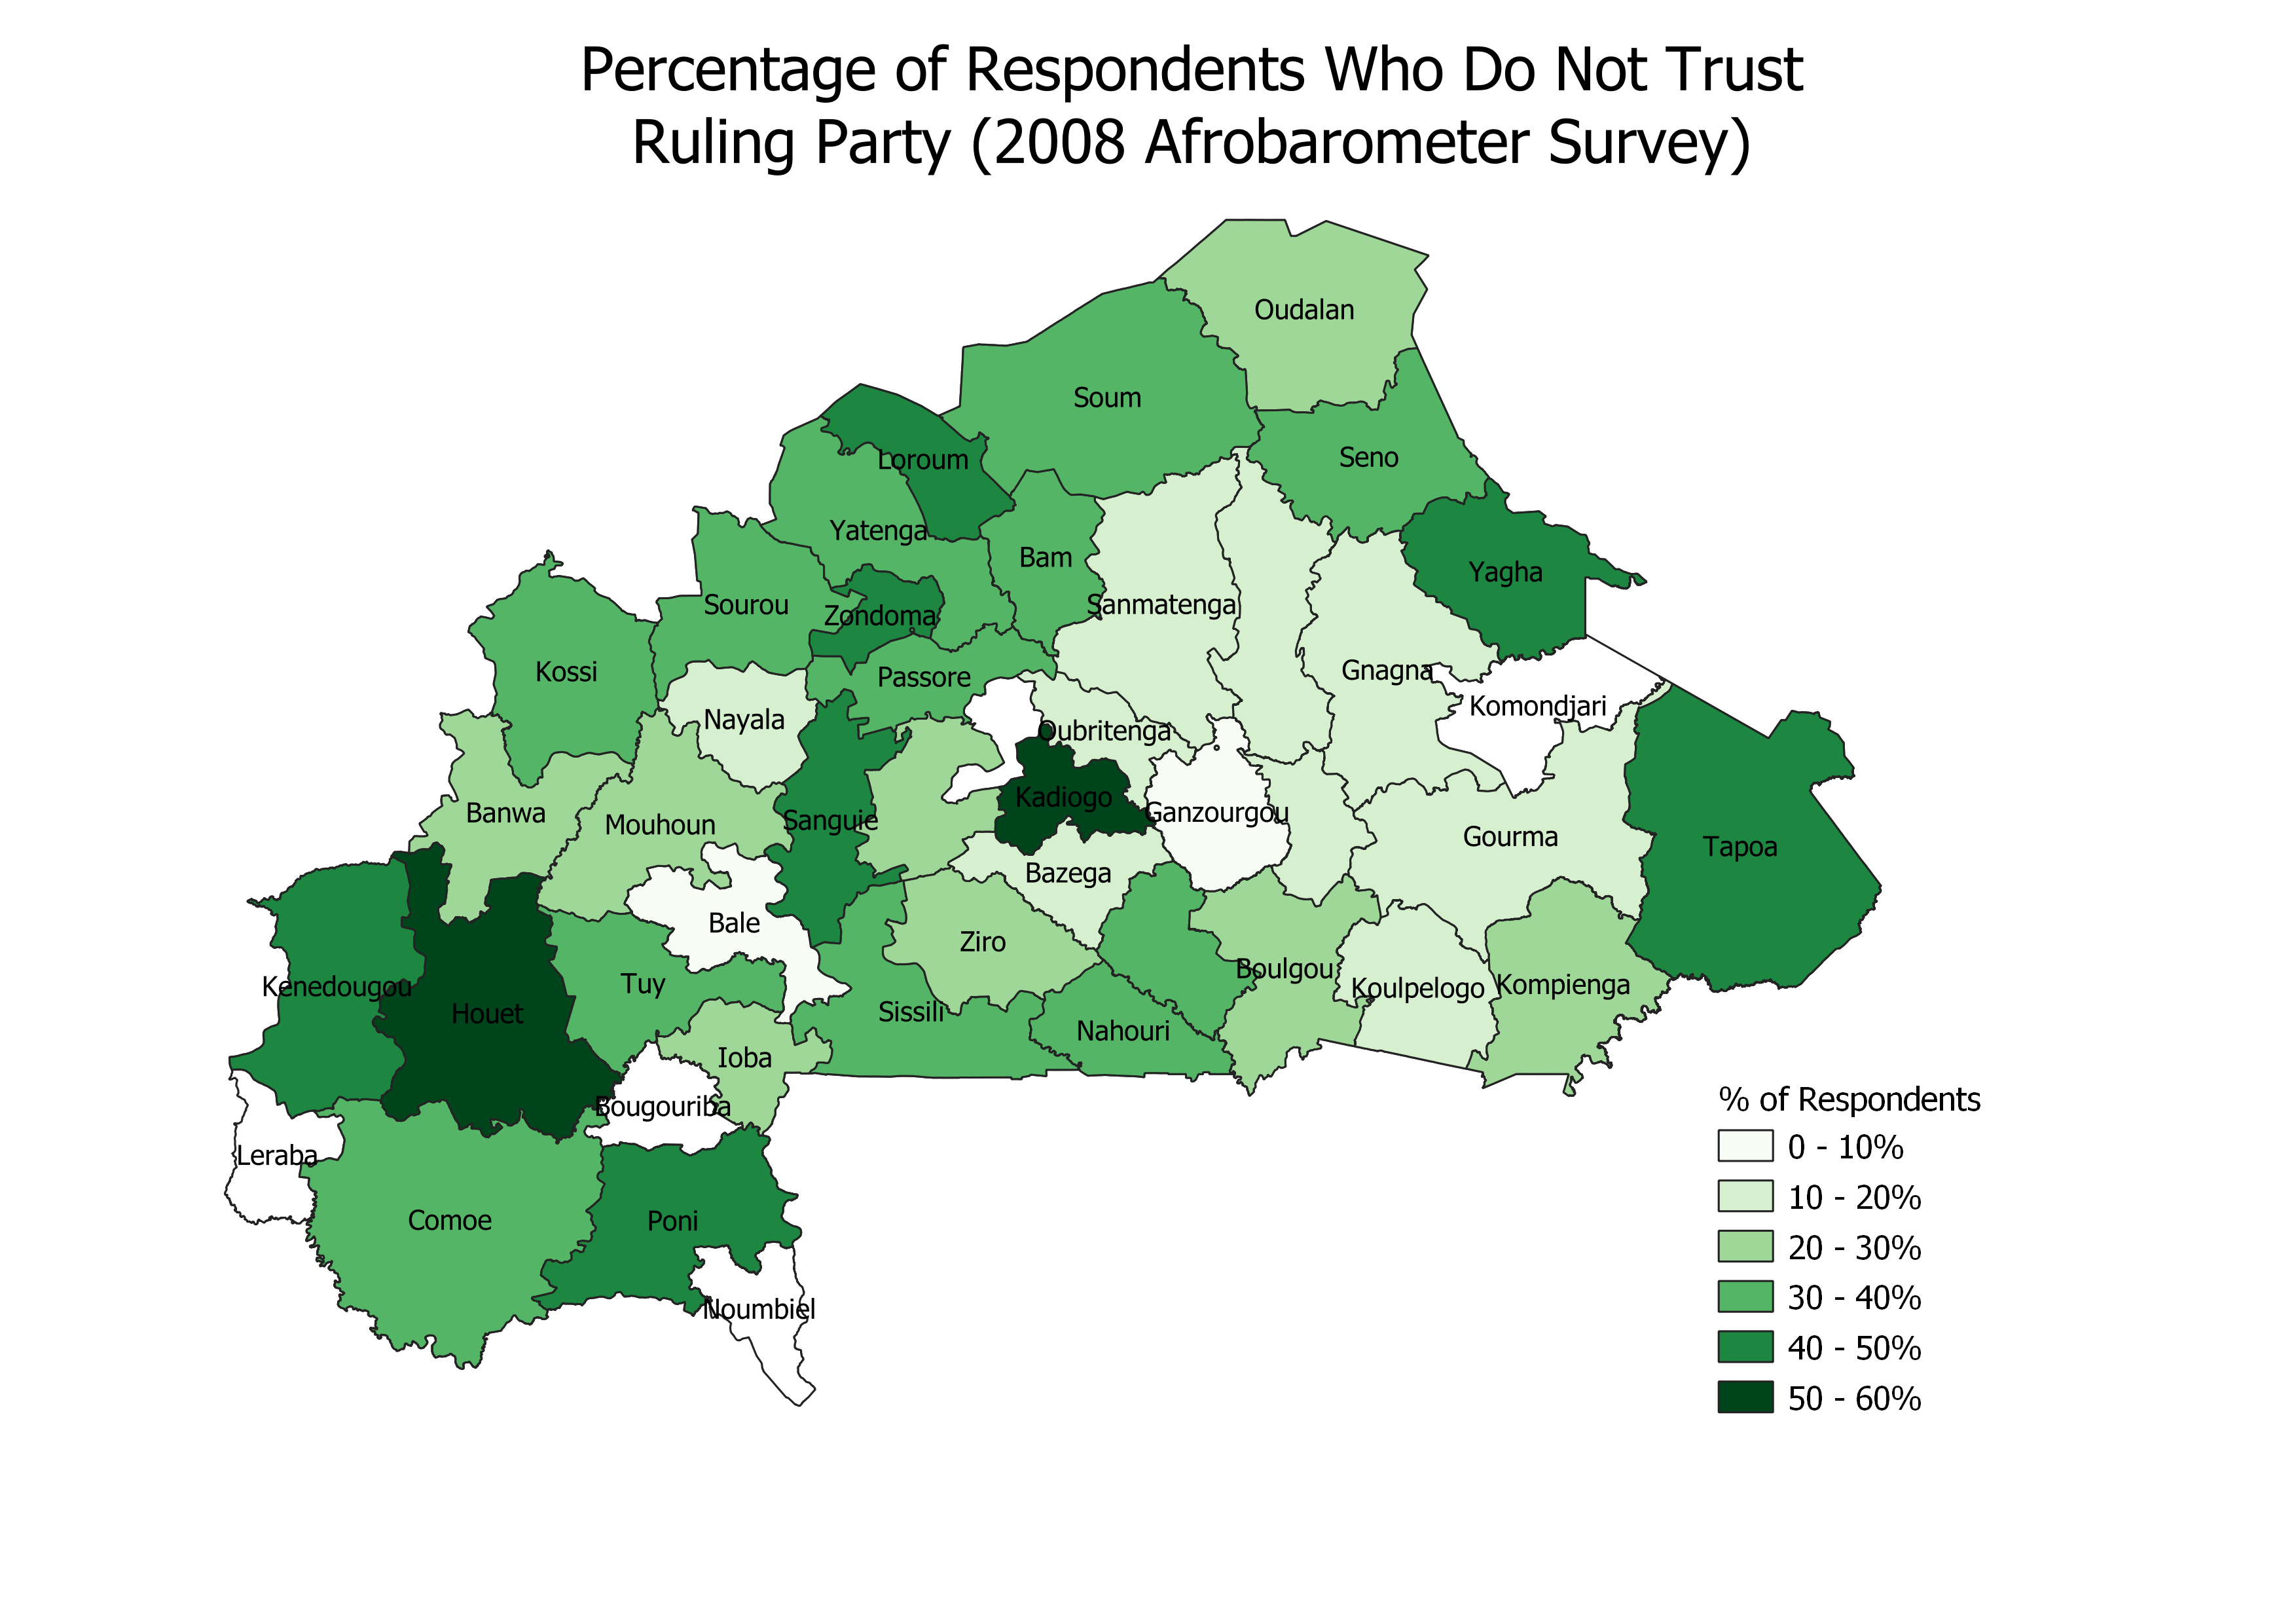 Percentage of Respondents Who Do Not Trust
Ruling Party (2008 Afrobarometer Survey)
Oudalan
Soum
Seno
Loroum
Yatenga
Bam
Yagha
Sanmatenga
Sourou
Zondoma
Kossi
Passore
Gnagna
Komondjari
Nayala
Oubritenga
Kadiogo
Banwa
Mouhoun
Sanguie
Ganzourgou
Gourma
Tapoa
Bazega
Bale
Ziro
Boulgou
Kenedougou
Tuy
Koulpelogo
Kompienga
Houet
Sissili
Nahouri
Ioba
Bougouriba
Leraba
Comoe
Poni
Noumbiel
% of Respondents
0 - 10%
10 - 20%
20 - 30%
30 - 40%
40 - 50%
50 - 60%